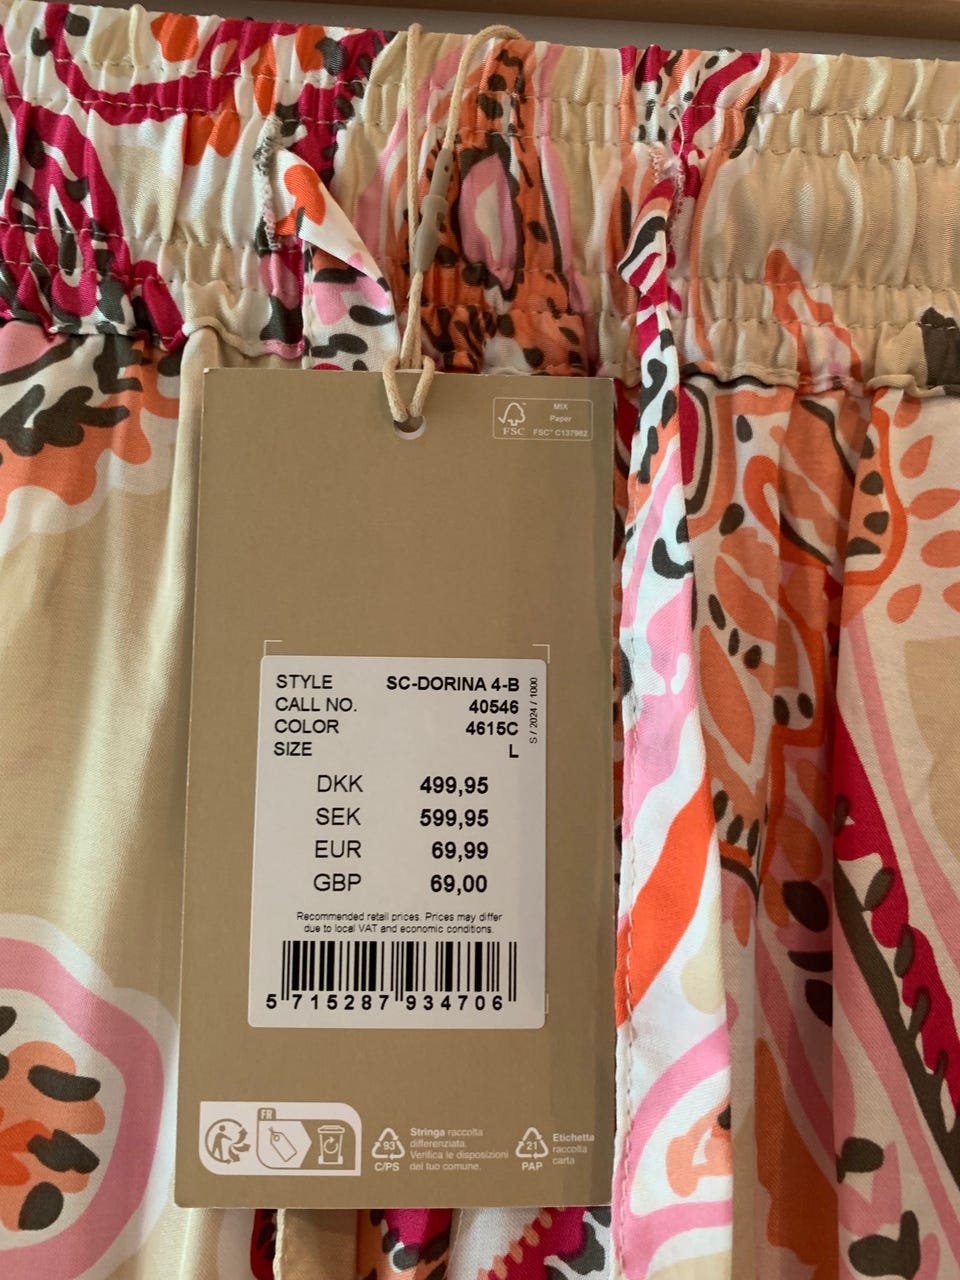 FSC
MIX
Paper
FSC™ C137982
STYLE SC-DORINA 4-B
CALL NO. 40546
COLOR 4615C
SIZE L
S / 2024 / 1000
DKK 499,95
SEK 599,95
EUR 69,99
GBP 69,00
Recommended retail prices. Prices may differ
due to local VAT and economic conditions.
5 715287 934706
FR
93
C/PS
Stringa raccolta
differenziata.
Verifica le disposizioni
del tuo comune.
21
PAP
Etichetta
raccolta
carta